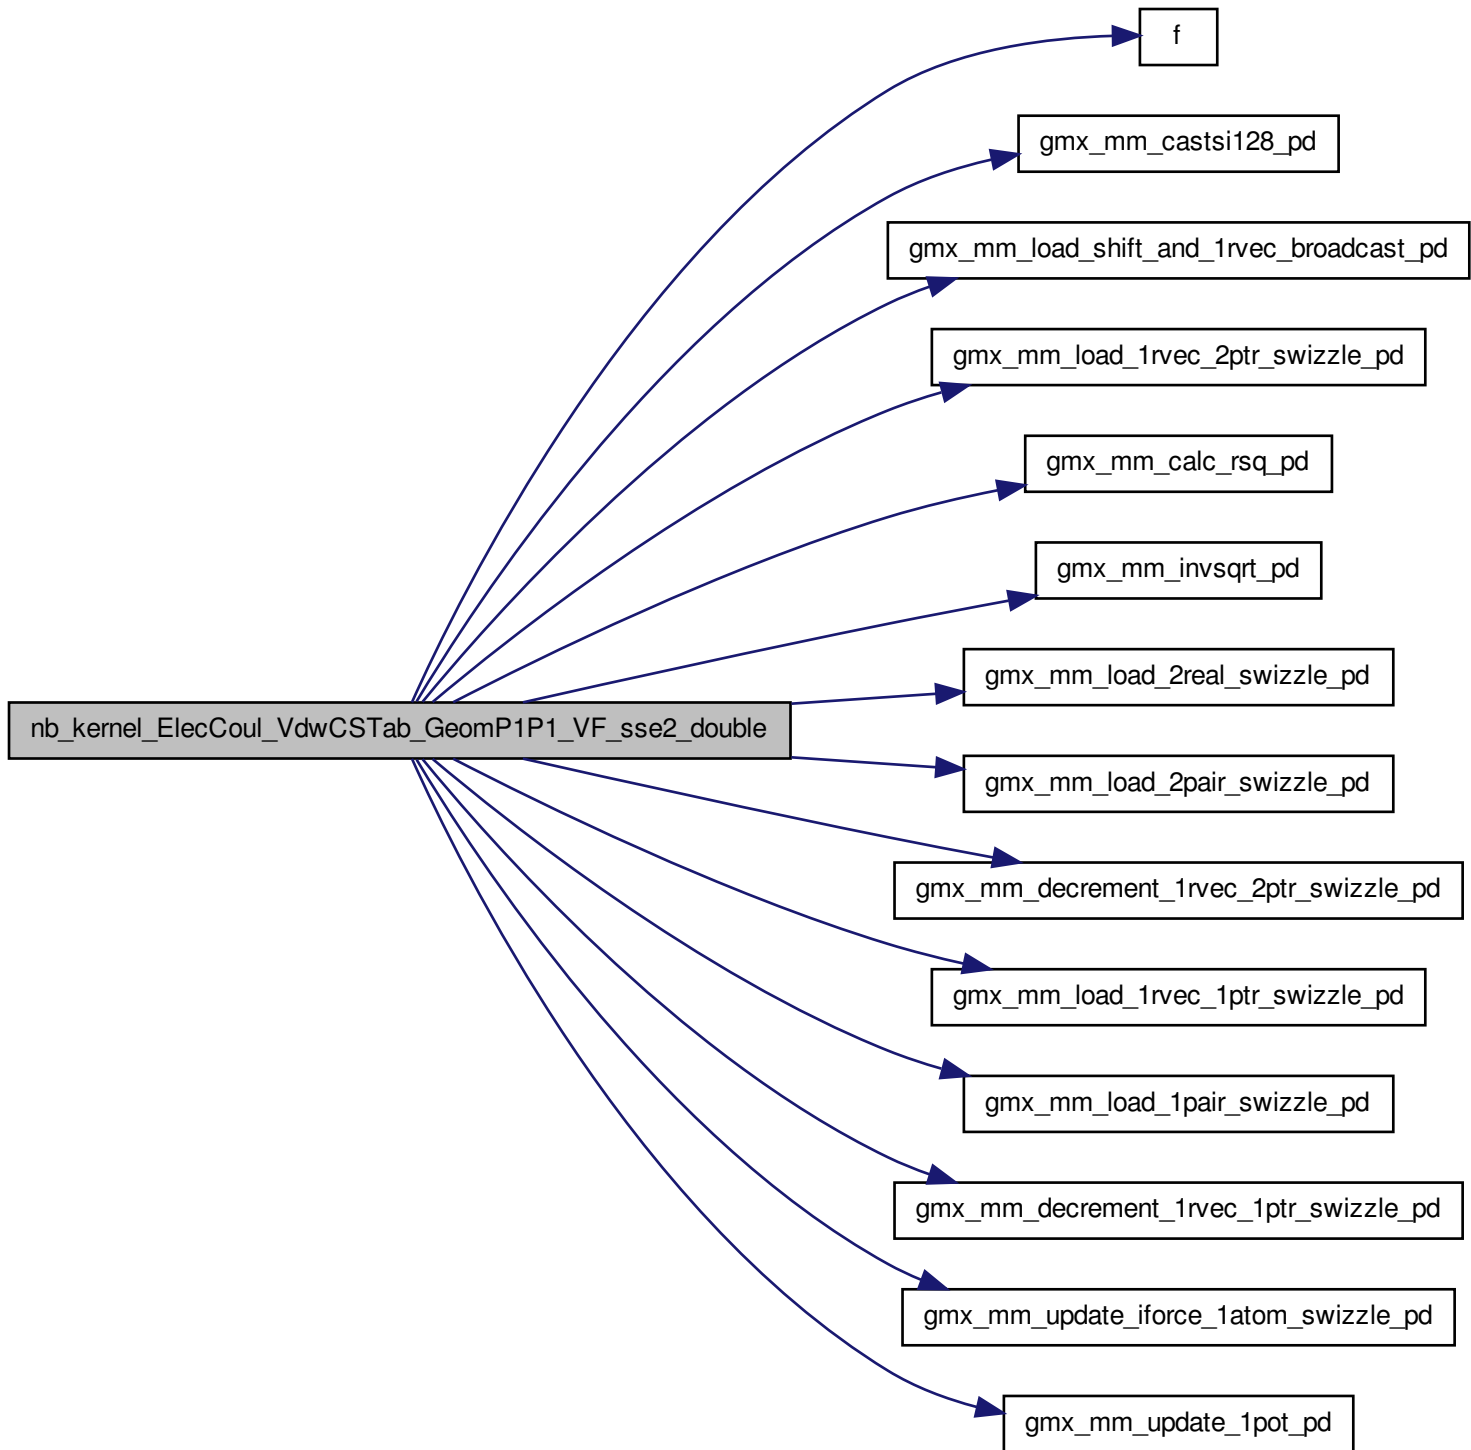 f
gmx_mm_castsi128_pd
gmx_mm_load_shift_and_1rvec_broadcast_pd
gmx_mm_load_1rvec_2ptr_swizzle_pd
gmx_mm_calc_rsq_pd
gmx_mm_invsqrt_pd
gmx_mm_load_2real_swizzle_pd
nb_kernel_ElecCoul_VdwCSTab_GeomP1P1_VF_sse2_double
gmx_mm_load_2pair_swizzle_pd
gmx_mm_decrement_1rvec_2ptr_swizzle_pd
gmx_mm_load_1rvec_1ptr_swizzle_pd
gmx_mm_load_1pair_swizzle_pd
gmx_mm_decrement_1rvec_1ptr_swizzle_pd
gmx_mm_update_iforce_1atom_swizzle_pd
gmx_mm_update_1pot_pd